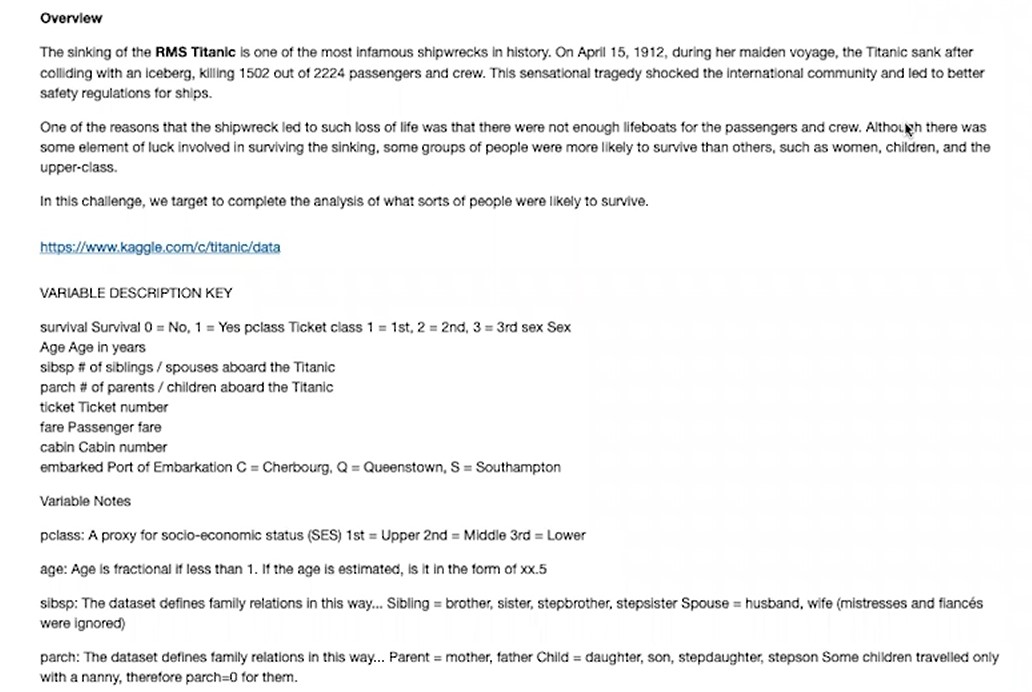 Overview
The sinking of the RMS Titanic is one of the most infamous shipwrecks in history. On April 15, 1912, during her maiden voyage, the Titanic sank after
colliding with an iceberg, killing 1502 out of 2224 passengers and crew. This sensational tragedy shocked the international community and led to better
safety regulations for ships.
One of the reasons that the shipwreck led to such loss of life was that there were not enough lifeboats for the passengers and crew. Although there was
some element of luck involved in surviving the sinking, some groups of people were more likely to survive than others, such as women, children, and the
upper-class.
In this challenge, we target to complete the analysis of what sorts of people were likely to survive.
https://www.kaggle.com/c/titanic/data
VARIABLE DESCRIPTION KEY
survival Survival 0 = No, 1 = Yes pclass Ticket class 1 = 1st, 2 = 2nd, 3 = 3rd sex Sex
Age Age in years
sibsp # of siblings / spouses aboard the Titanic
parch # of parents / children aboard the Titanic
ticket Ticket number
fare Passenger fare
cabin Cabin number
embarked Port of Embarkation C = Cherbourg, Q = Queenstown, S = Southampton
Variable Notes
pclass: A proxy for socio-economic status (SES) 1st = Upper 2nd = Middle 3rd = Lower
age: Age is fractional if less than 1. If the age is estimated, is it in the form of xx.5
sibsp: The dataset defines family relations in this way... Sibling = brother, sister, stepbrother, stepsister Spouse = husband, wife (mistresses and fiancés
were ignored)
parch: The dataset defines family relations in this way... Parent = mother, father Child = daughter, son, stepdaughter, stepson Some children travelled only
with a nanny, therefore parch=0 for them.